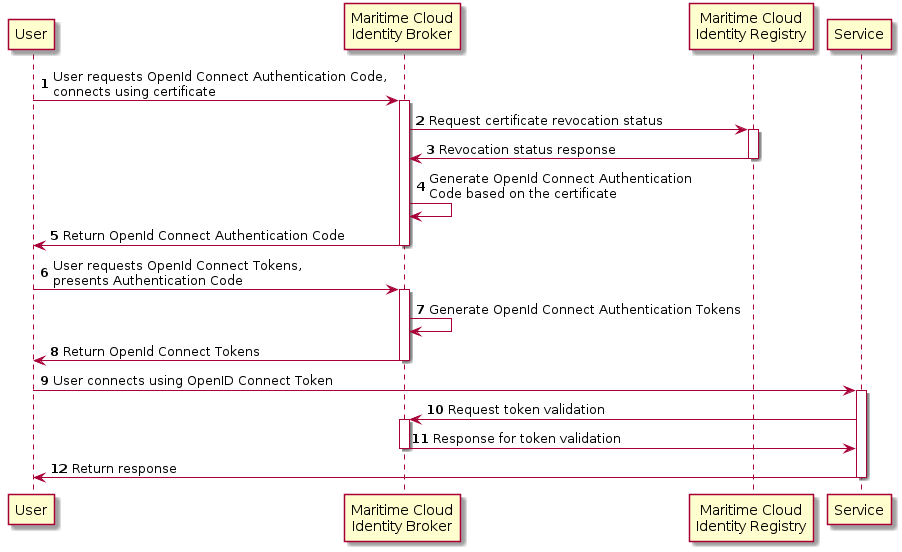 User
Maritime Cloud
Identity Broker
Maritime Cloud
Identity Registry
Service
1 User requests OpenId Connect Authentication Code,
connects using certificate
2 Request certificate revocation status
3 Revocation status response
4 Generate OpenId Connect Authentication
Code based on the certificate
5 Return OpenId Connect Authentication Code
6 User requests OpenId Connect Tokens,
presents Authentication Code
7 Generate OpenId Connect Authentication Tokens
8 Return OpenId Connect Tokens
9 User connects using OpenID Connect Token
10 Request token validation
11 Response for token validation
12 Return response
User
Maritime Cloud
Identity Broker
Maritime Cloud
Identity Registry
Service